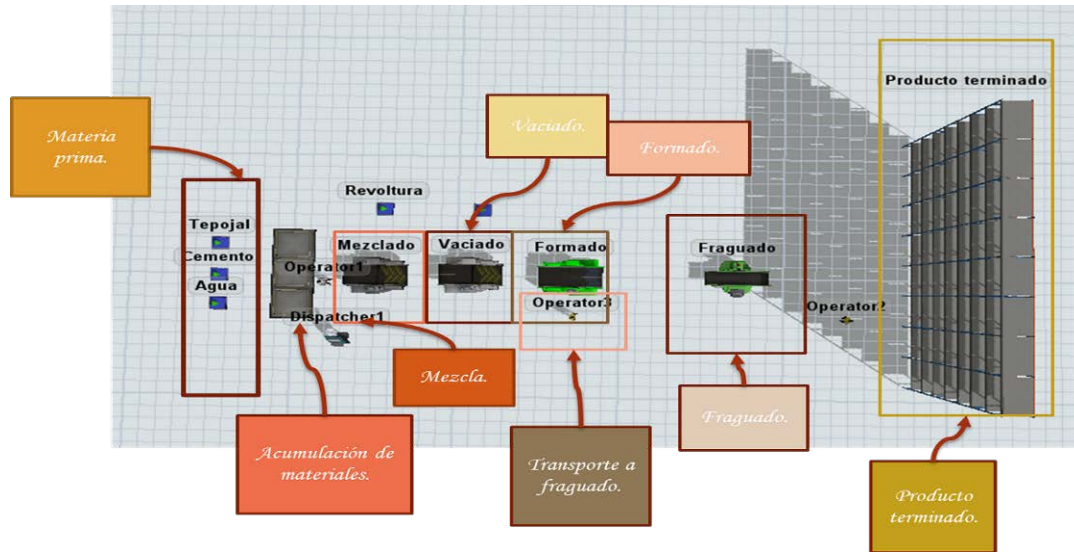 Producto terminado
Materia
prima.
Vaciado.
Formado.
Revoltura
Tepojal
Cemento
Agua
Operator1
Dispatcher1
Mezclado
Vaciado
Formado
Operator3
Fraguado
Operator2
Mezcla.
Acumulación de
materiales.
Transporte a
fraguado.
Fraguado.
Producto
terminado.